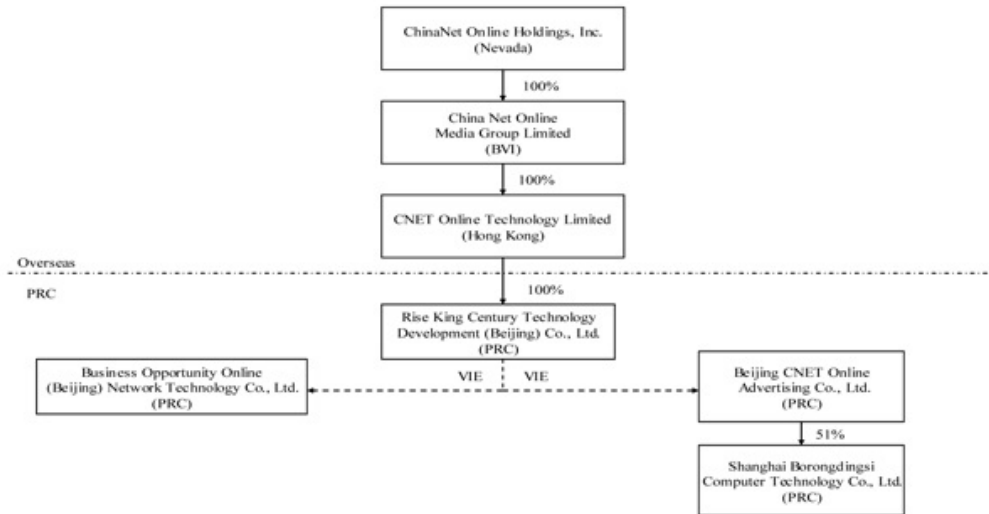 ChinaNet Online Holdings, Inc.
(Nevada)
100%
China Net Online
Media Group Limited
(BVI)
100%
CNET Online Technology Limited
(Hong Kong)
Overseas
PRC
100%
Rise King Century Technology
Development (Beijing) Co., Ltd.
(PRC)
VIE
VIE
Business Opportunity Online
(Beijing) Network Technology Co., Ltd.
(PRC)
Beijing CNET Online
Advertising Co., Ltd.
(PRC)
51%
Shanghai Borongdingsi
Computer Technology Co., Ltd.
(PRC)